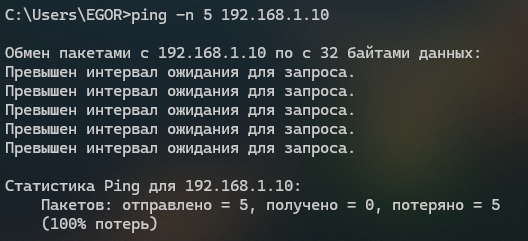 C:\Users\EGOR>ping -n 5 192.168.1.10
Обмен пакетами с 192.168.1.10 по с 32 байтами данных:
Превышен интервал ожидания для запроса.
Превышен интервал ожидания для запроса.
Превышен интервал ожидания для запроса.
Превышен интервал ожидания для запроса.
Превышен интервал ожидания для запроса.
Статистика Ping для 192.168.1.10:
Пакетов: отправлено = 5, получено = 0, потеряно = 5
(100% потерь)